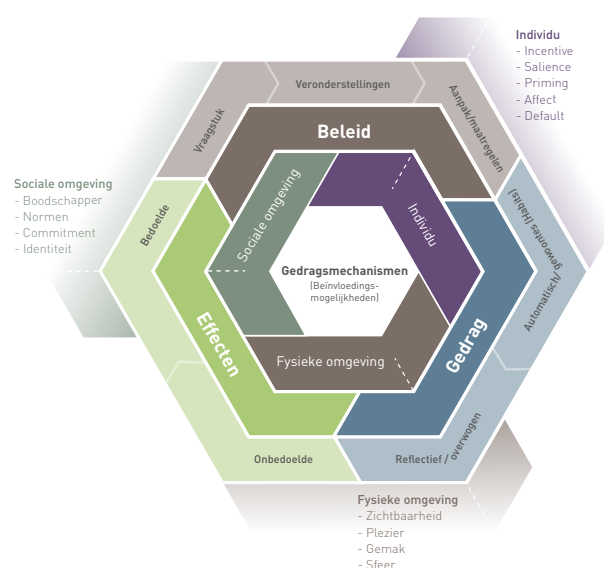 Individu
- Incentive
- Salience
- Priming
- Affect
- Default
Vraagstuk
Veronderstellingen
Aanpak/maatregelen
Beleid
Sociale omgeving
- Boodschapper
- Normen
- Commitment
- Identiteit
Bedoelde
Sociale omgeving
Individu
Automatisch/
gewoontes (Habits)
Gedragsmechanismen
(Beïnvloedings-
mogelijkheden)
Effecten
Gedrag
Fysieke omgeving
Onbedoelde
Reflectief / overwogen
Fysieke omgeving
- Zichtbaarheid
- Plezier
- Gemak
- Sfeer